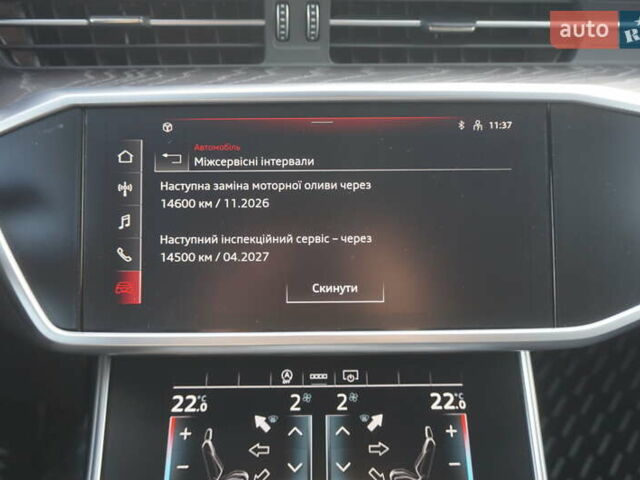 auto
R
11:37
Автомобіль
Міжсервісні інтервали
Наступна заміна моторної оливи через
14600 км / 11.2026
Наступний інспекційний сервіс – через
14500 км / 04.2027
Скинути
22.0 °C 2 2 22.0 °C
+ +
− −